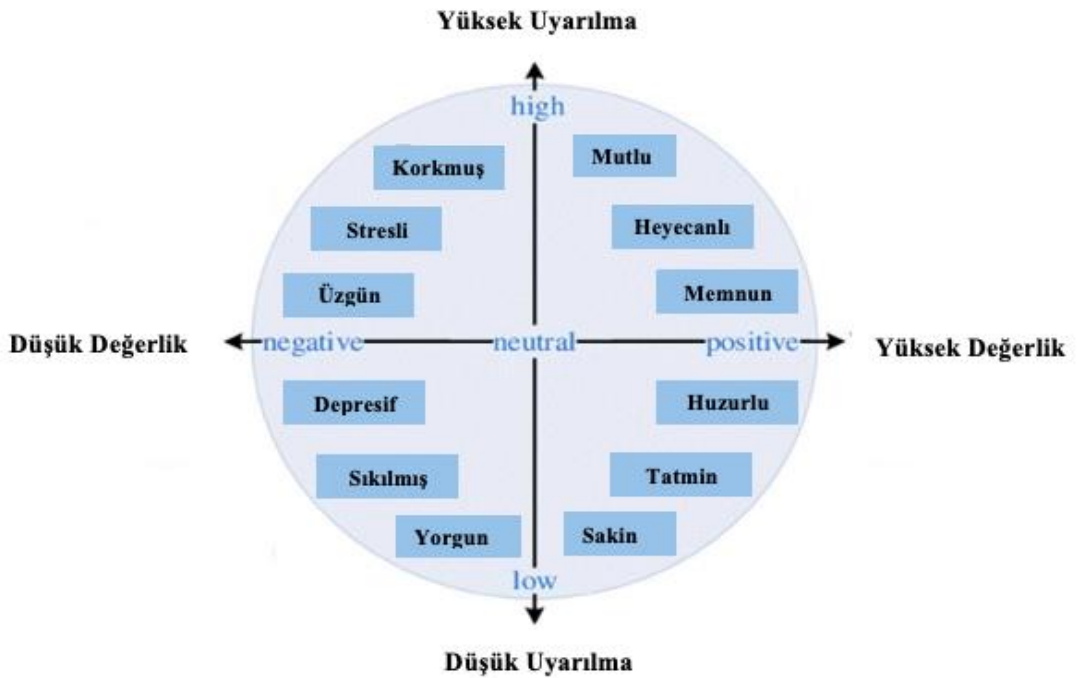 Yüksek Uyarılma
high
Korkmuş
Mutlu
Stresli
Heyecanlı
Üzgün
Memnun
Düşük Değerlik
negative
neutral
positive
Yüksek Değerlik
Depresif
Huzurlu
Sıkılmış
Tatmin
Yorgun
Sakin
low
Düşük Uyarılma